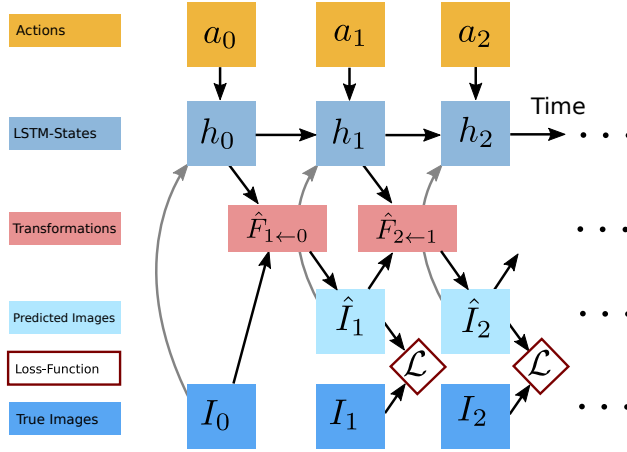 Actions
a₀
a₁
a₂
LSTM-States
h₀
h₁
h₂
Time
. . .
Transformations
F̂₁←₀
F̂₂←₁
. . .
Predicted Images
Î₁
Î₂
. . .
Loss-Function
ℒ
ℒ
True Images
I₀
I₁
I₂
. . .